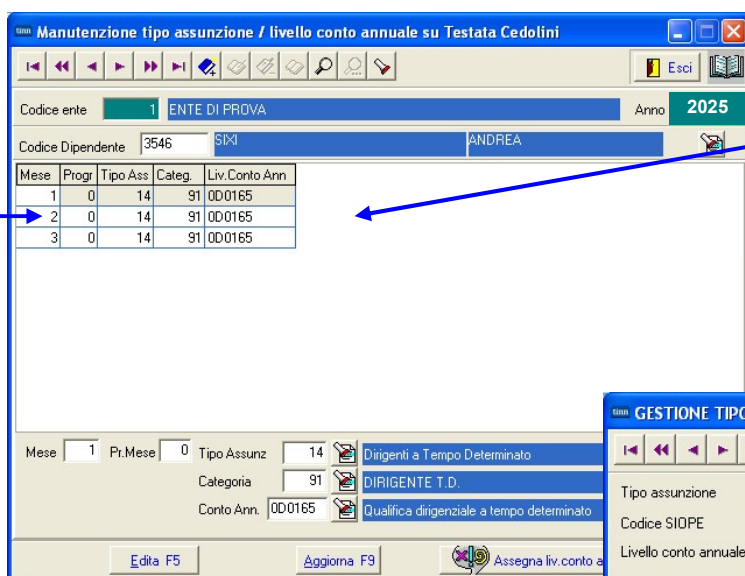 tinn Manutenzione tipo assunzione / livello conto annuale su Testata Cedolini
Esci
Codice ente 1 ENTE DI PROVA Anno 2025
Codice Dipendente 3546 SIXI ANDREA
Mese Progr Tipo Ass Categ. Liv.Conto Ann
1 0 14 91 0D0165
2 0 14 91 0D0165
3 0 14 91 0D0165
Mese 1 Pr.Mese 0 Tipo Assunz 14 Dirigenti a Tempo Determinato
Categoria 91 DIRIGENTE T.D.
Conto Ann. 0D0165 Qualifica dirigenziale a tempo determinato
Edita F5 Aggiorna F9 Assegna liv.conto a
tinn GESTIONE TIPO
Tipo assunzione
Codice SIOPE
Livello conto annuale